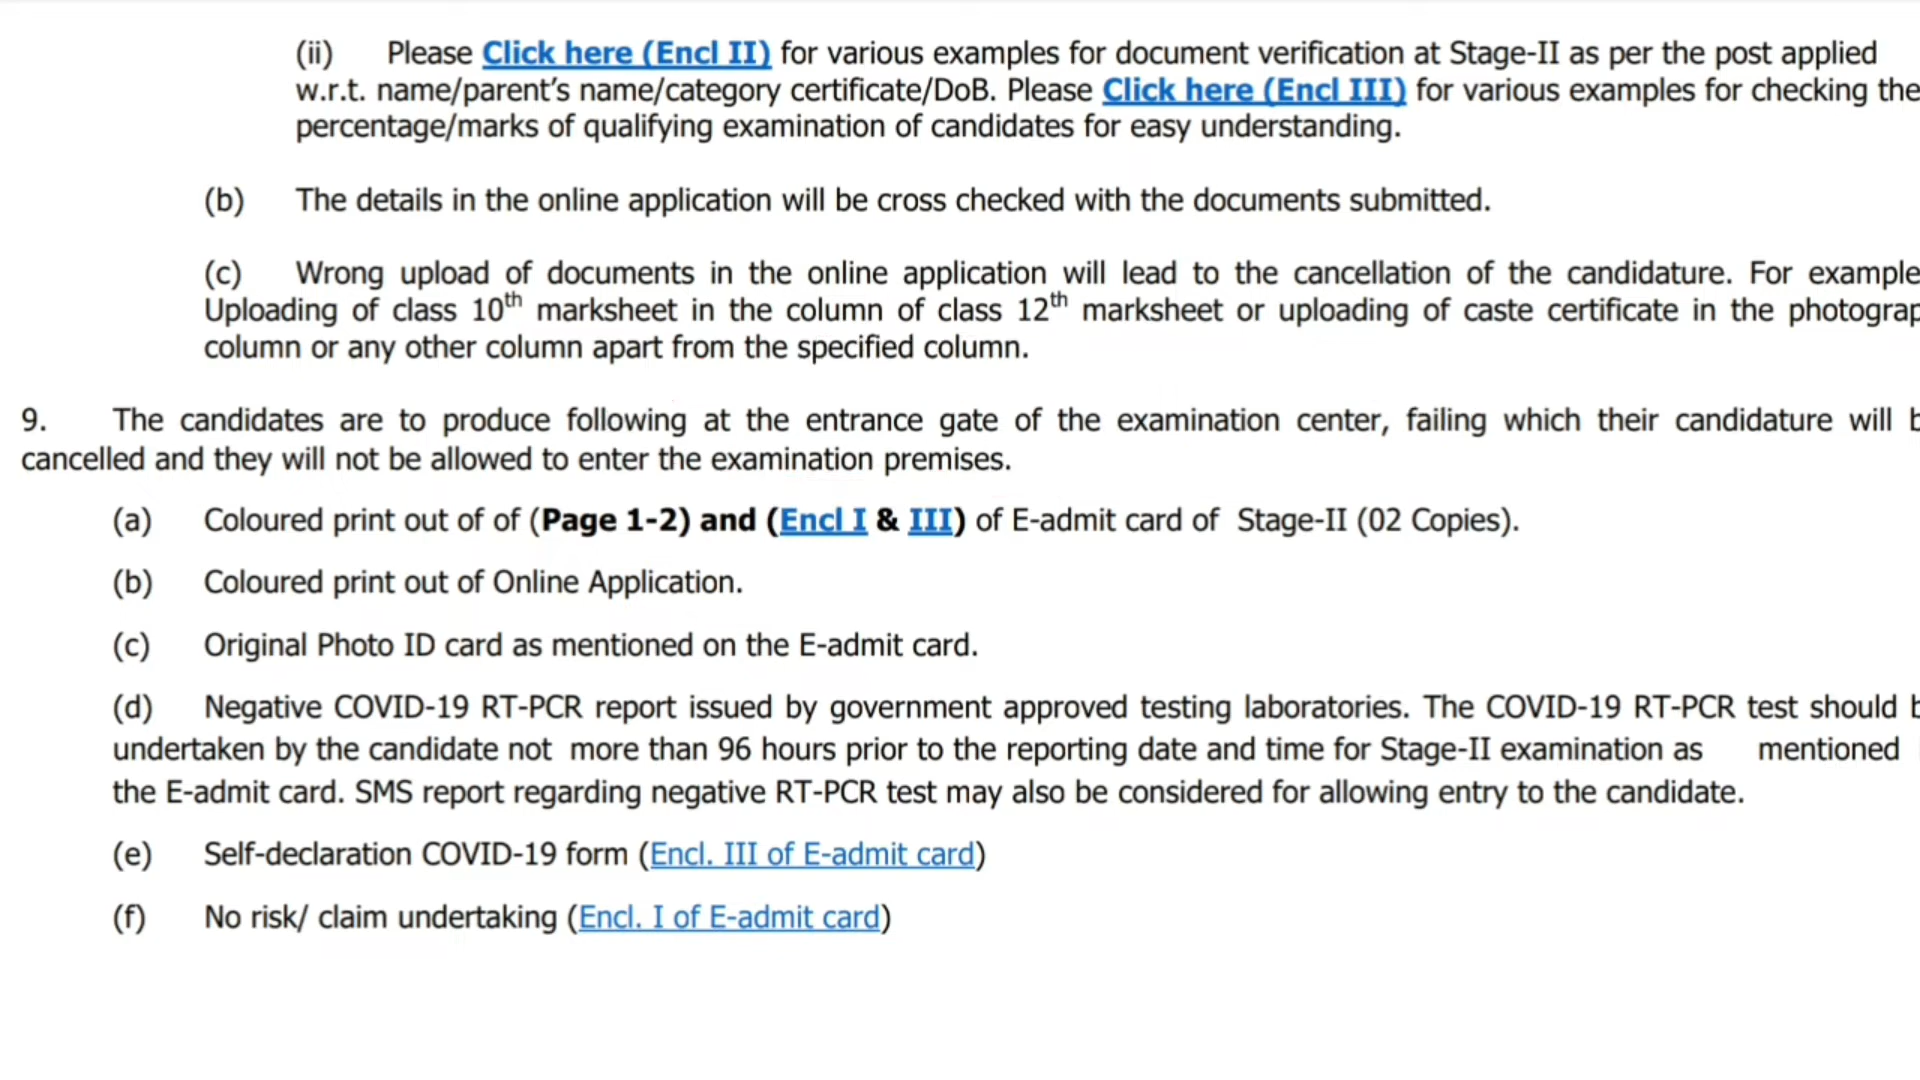 (ii) Please Click here (Encl II) for various examples for document verification at Stage-II as per the post applied
w.r.t. name/parent’s name/category certificate/DoB. Please Click here (Encl III) for various examples for checking the
percentage/marks of qualifying examination of candidates for easy understanding.
(b) The details in the online application will be cross checked with the documents submitted.
(c) Wrong upload of documents in the online application will lead to the cancellation of the candidature. For example
Uploading of class 10th marksheet in the column of class 12th marksheet or uploading of caste certificate in the photograp
column or any other column apart from the specified column.
9. The candidates are to produce following at the entrance gate of the examination center, failing which their candidature will
cancelled and they will not be allowed to enter the examination premises.
(a) Coloured print out of of (Page 1-2) and (Encl I & III) of E-admit card of Stage-II (02 Copies).
(b) Coloured print out of Online Application.
(c) Original Photo ID card as mentioned on the E-admit card.
(d) Negative COVID-19 RT-PCR report issued by government approved testing laboratories. The COVID-19 RT-PCR test should
undertaken by the candidate not more than 96 hours prior to the reporting date and time for Stage-II examination as mentioned
the E-admit card. SMS report regarding negative RT-PCR test may also be considered for allowing entry to the candidate.
(e) Self-declaration COVID-19 form (Encl. III of E-admit card)
(f) No risk/ claim undertaking (Encl. I of E-admit card)